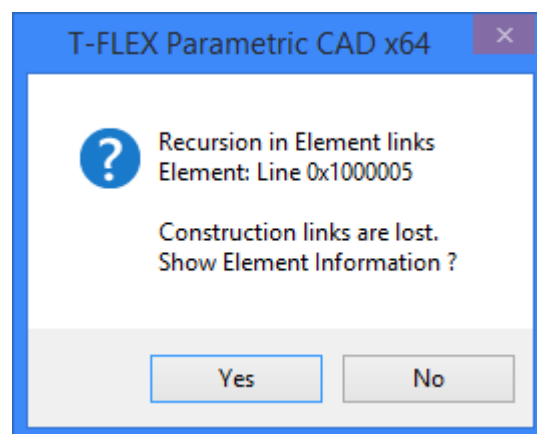 T-FLEX Parametric CAD x64
Recursion in Element links
Element: Line 0x1000005
Construction links are lost.
Show Element Information ?
Yes
No